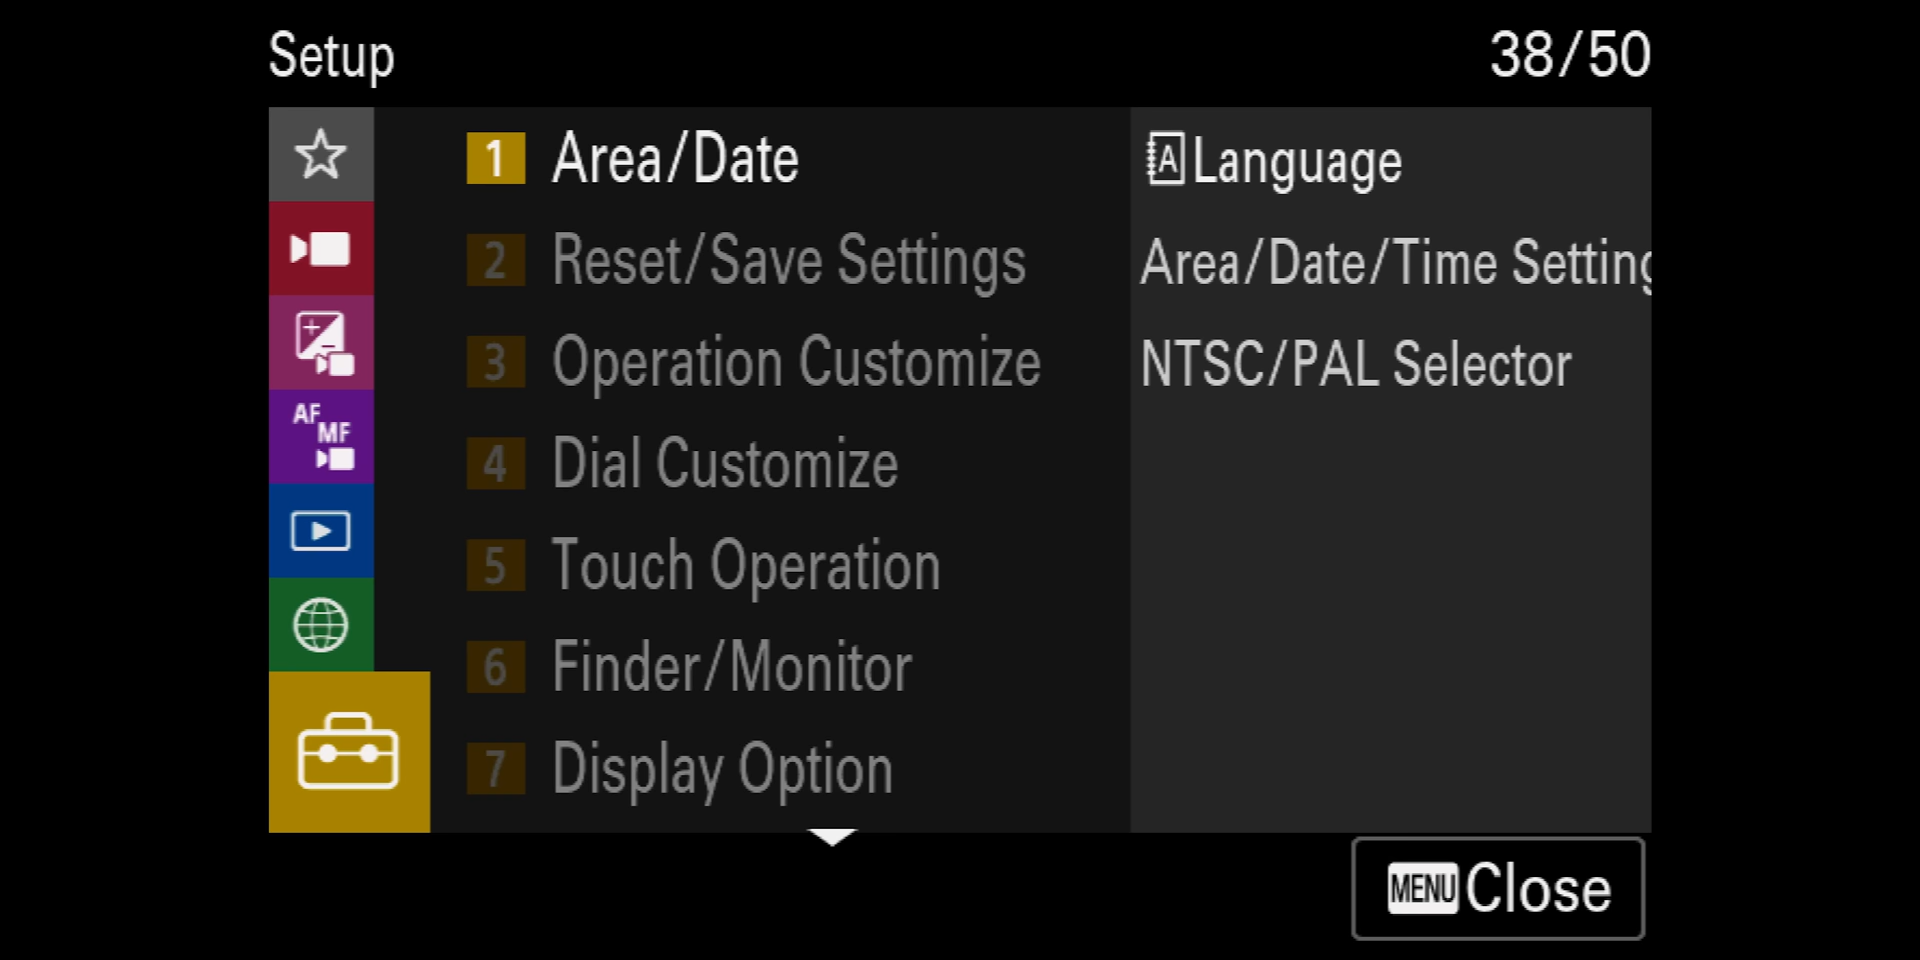 Setup
38/50
1 Area/Date
2 Reset/Save Settings
3 Operation Customize
4 Dial Customize
5 Touch Operation
6 Finder/Monitor
7 Display Option
A Language
Area/Date/Time Setting
NTSC/PAL Selector
AF
MF
MENU Close